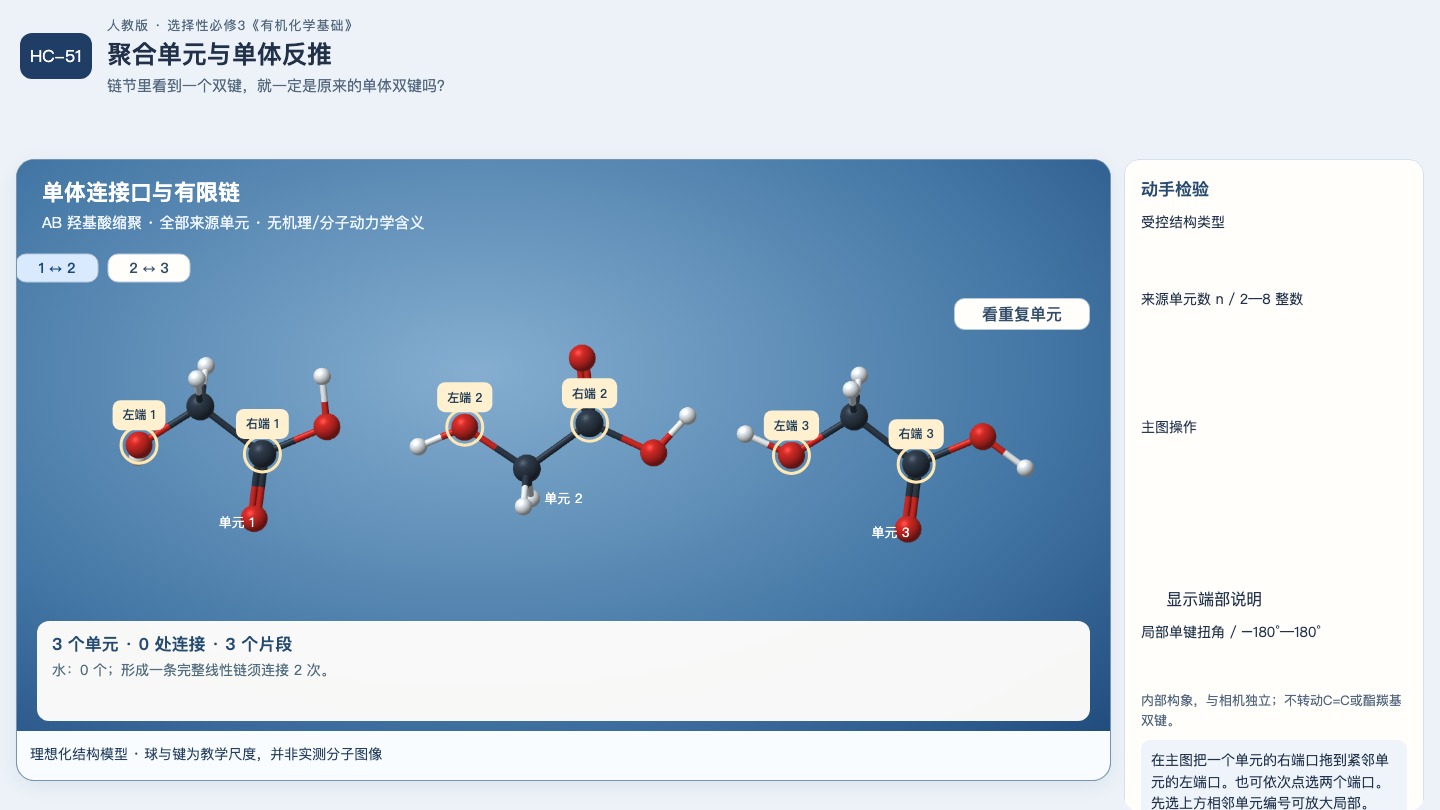 人教版 · 选择性必修3《有机化学基础》
HC–51
聚合单元与单体反推
链节里看到一个双键，就一定是原来的单体双键吗？
单体连接口与有限链
AB 羟基酸缩聚 · 全部来源单元 · 无机理/分子动力学含义
1 ↔ 2
2 ↔ 3
看重复单元
左端 1
右端 1
单元 1
左端 2
右端 2
单元 2
左端 3
右端 3
单元 3
3 个单元 · 0 处连接 · 3 个片段
水：0 个；形成一条完整线性链须连接 2 次。
理想化结构模型 · 球与键为教学尺度，并非实测分子图像
动手检验
受控结构类型
来源单元数 n / 2—8 整数
主图操作
显示端部说明
局部单键扭角 / −180°—180°
内部构象，与相机独立；不转动C=C或酯羰基
双键。
在主图把一个单元的右端口拖到紧邻单
元的左端口。也可依次点选两个端口。
先选上方相邻单元编号可放大局部。